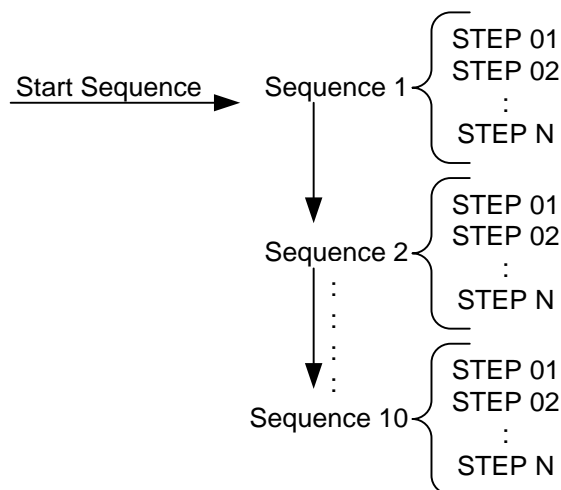 Start Sequence
Sequence 1
STEP 01
STEP 02
:
STEP N
Sequence 2
STEP 01
STEP 02
:
STEP N
:
:
:
:
Sequence 10
STEP 01
STEP 02
:
STEP N